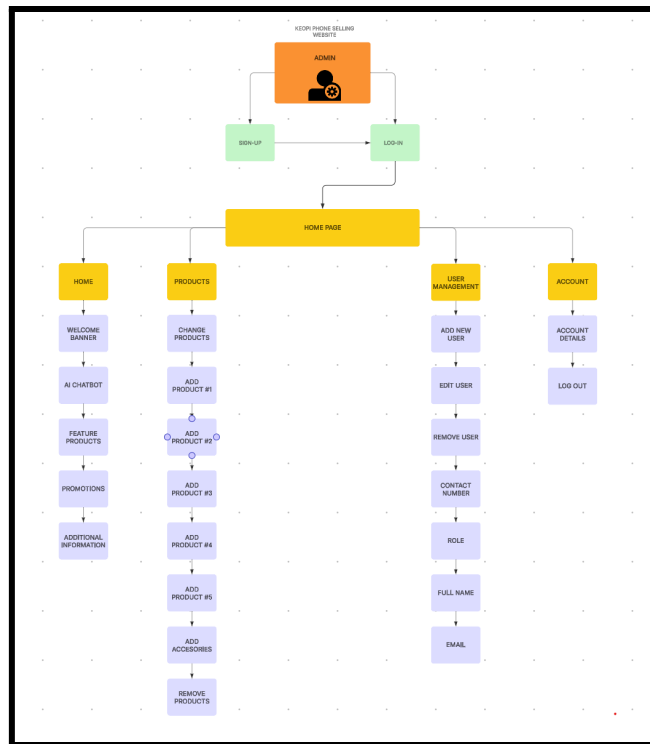 KEOPI PHONE SELLING
WEBSITE
ADMIN
SIGN-UP
LOG-IN
HOME PAGE
HOME
PRODUCTS
USER
MANAGEMENT
ACCOUNT
WELCOME
BANNER
CHANGE
PRODUCTS
ADD NEW
USER
ACCOUNT
DETAILS
AI CHATBOT
ADD
PRODUCT #1
EDIT USER
LOG OUT
FEATURE
PRODUCTS
ADD
PRODUCT #2
REMOVE USER
PROMOTIONS
ADD
PRODUCT #3
CONTACT
NUMBER
ADDITIONAL
INFORMATION
ADD
PRODUCT #4
ROLE
ADD
PRODUCT #5
FULL NAME
ADD
ACCESORIES
EMAIL
REMOVE
PRODUCTS